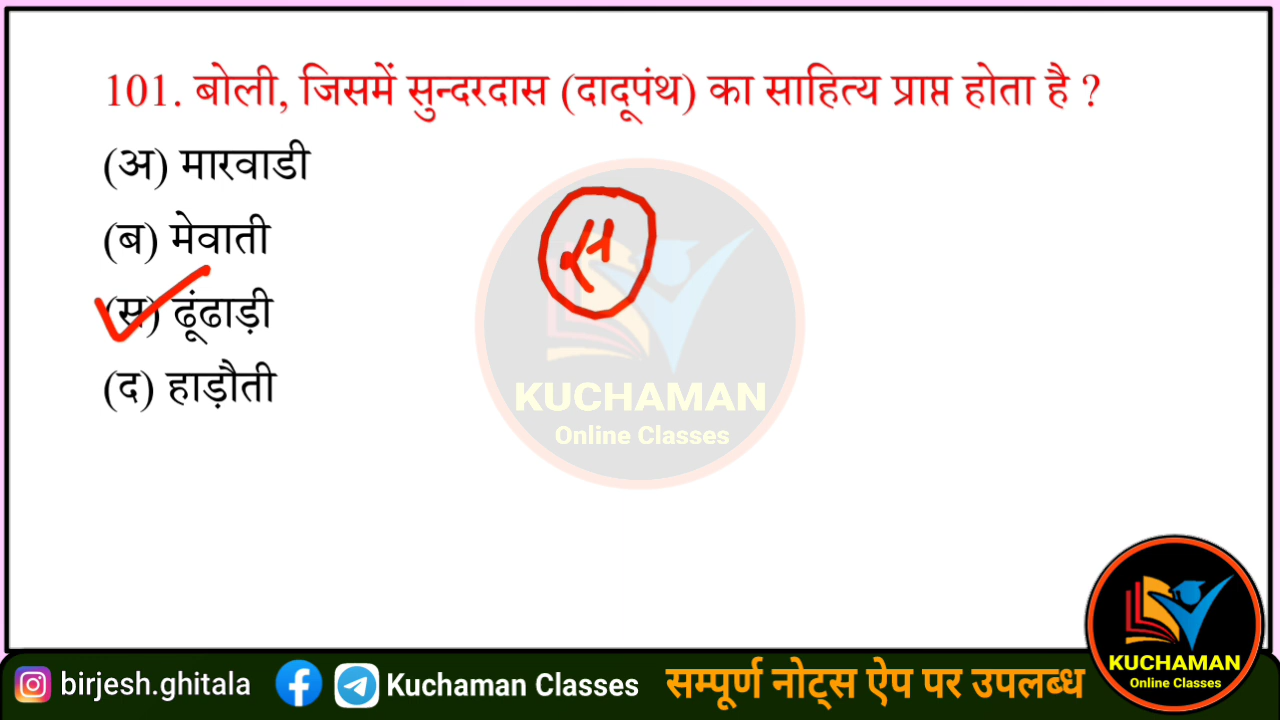 101. बोली, जिसमें सुन्दरदास (दादूपंथ) का साहित्य प्राप्त होता है ?
(अ) मारवाडी
(ब) मेवाती
(स) ढूंढाड़ी
(द) हाड़ौती
स
KUCHAMAN
Online Classes
KUCHAMAN
Online Classes
birjesh.ghitala
Kuchaman Classes
सम्पूर्ण नोट्स ऐप पर उपलब्ध